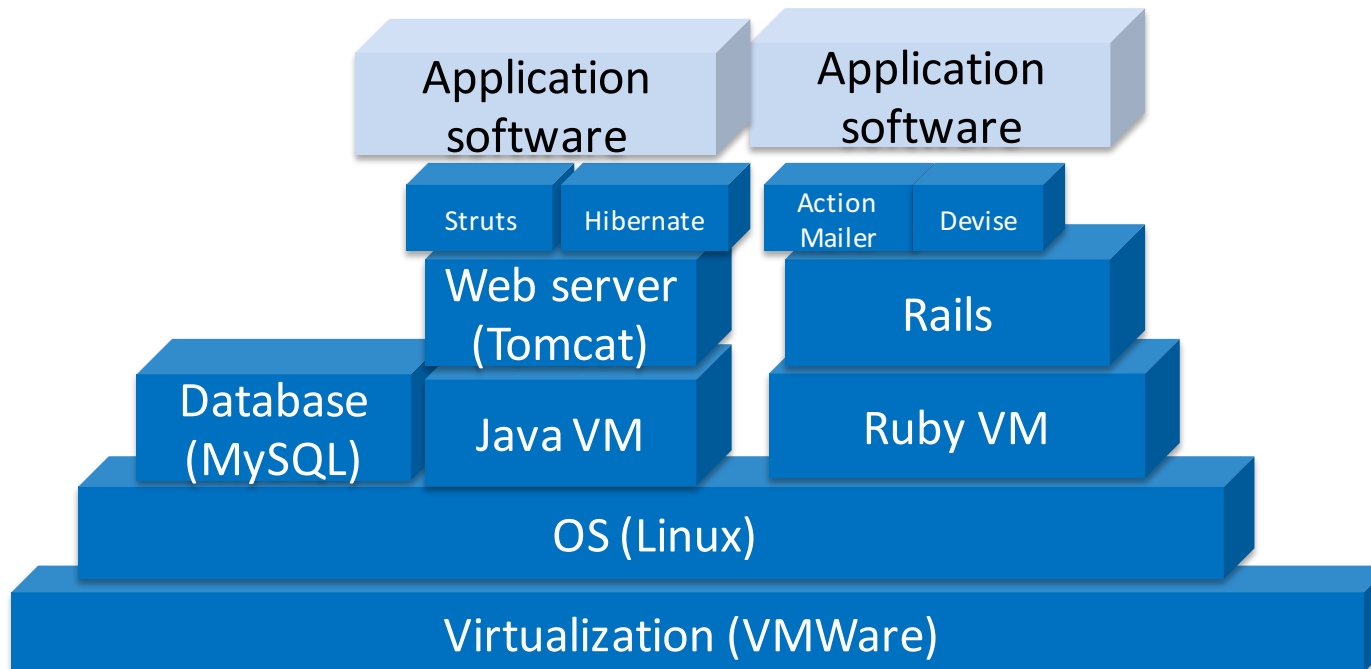 Application
software
Application
software
Struts
Hibernate
Action
Mailer
Devise
Web server
(Tomcat)
Rails
Database
(MySQL)
Java VM
Ruby VM
OS (Linux)
Virtualization (VMWare)